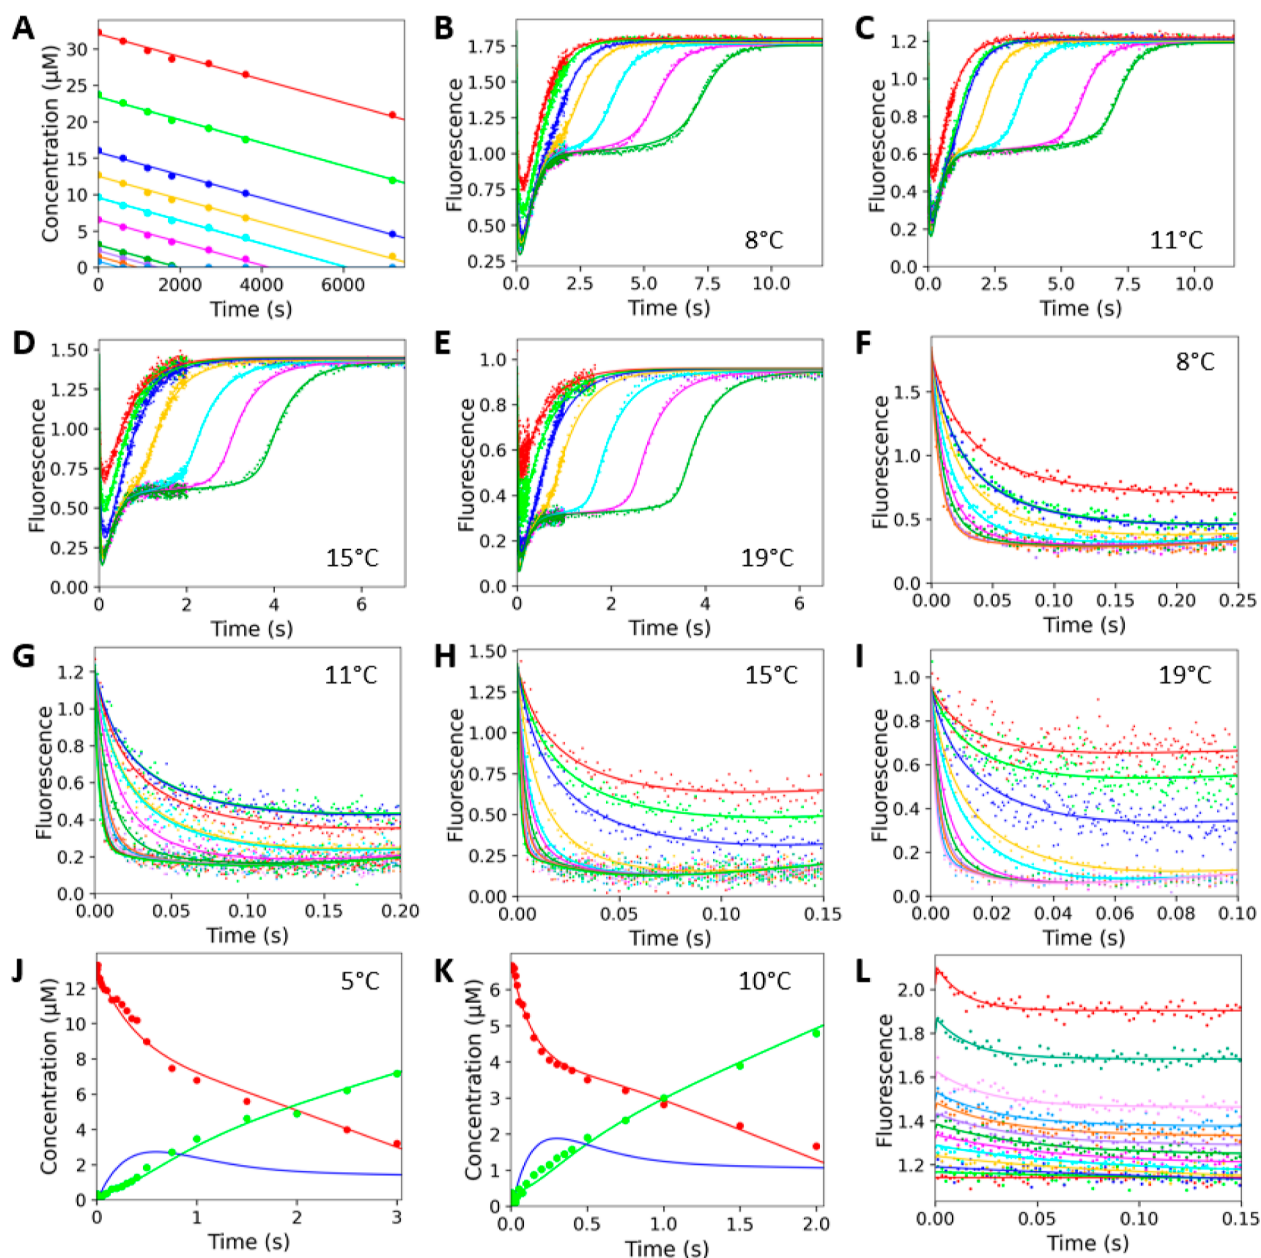 A
Concentration (µM)
30
25
20
15
10
5
0
0 2000 4000 6000
Time (s)
B
Fluorescence
1.75
1.50
1.25
1.00
0.75
0.50
0.25
8°C
0.0 2.5 5.0 7.5 10.0
Time (s)
C
Fluorescence
1.2
1.0
0.8
0.6
0.4
0.2
0.0
11°C
0.0 2.5 5.0 7.5 10.0
Time (s)
D
Fluorescence
1.50
1.25
1.00
0.75
0.50
0.25
0.00
15°C
0 2 4 6
Time (s)
E
Fluorescence
1.0
0.8
0.6
0.4
0.2
0.0
19°C
0 2 4 6
Time (s)
F
Fluorescence
8°C
1.5
1.0
0.5
0.0
0.00 0.05 0.10 0.15 0.20 0.25
Time (s)
G
Fluorescence
11°C
1.2
1.0
0.8
0.6
0.4
0.2
0.0
0.00 0.05 0.10 0.15 0.20
Time (s)
H
Fluorescence
1.50
15°C
1.25
1.00
0.75
0.50
0.25
0.00
0.00 0.05 0.10 0.15
Time (s)
I
Fluorescence
19°C
1.0
0.8
0.6
0.4
0.2
0.0
0.00 0.02 0.04 0.06 0.08 0.10
Time (s)
J
Concentration (µM)
5°C
12
10
8
6
4
2
0
0 1 2 3
Time (s)
K
Concentration (µM)
10°C
6
5
4
3
2
1
0
0.0 0.5 1.0 1.5 2.0
Time (s)
L
Fluorescence
2.0
1.8
1.6
1.4
1.2
0.00 0.05 0.10 0.15
Time (s)